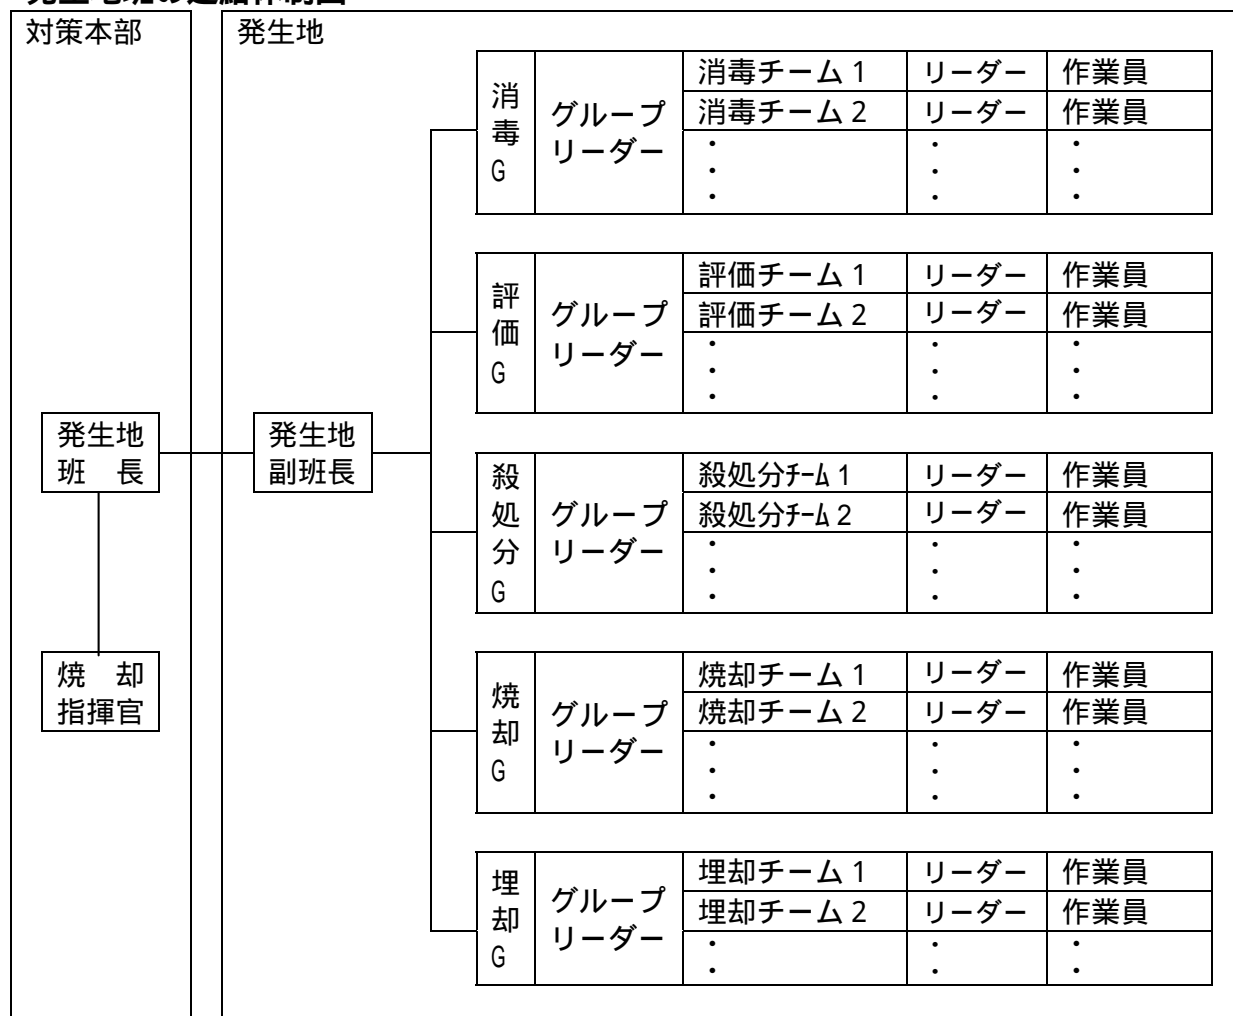 対策本部
発生地
消毒G
グループ
リーダー
消毒チーム1 リーダー 作業員
消毒チーム2 リーダー 作業員
・ ・ ・
・ ・ ・
・ ・ ・
評価G
グループ
リーダー
評価チーム1 リーダー 作業員
評価チーム2 リーダー 作業員
・ ・ ・
・ ・ ・
・ ・ ・
発生地
班　長
発生地
副班長
殺処分G
グループ
リーダー
殺処分ﾁｰﾑ1 リーダー 作業員
殺処分ﾁｰﾑ2 リーダー 作業員
・ ・ ・
・ ・ ・
・ ・ ・
焼　却
指揮官
焼却G
グループ
リーダー
焼却チーム1 リーダー 作業員
焼却チーム2 リーダー 作業員
・ ・ ・
・ ・ ・
・ ・ ・
埋却G
グループ
リーダー
埋却チーム1 リーダー 作業員
埋却チーム2 リーダー 作業員
・ ・ ・
・ ・ ・